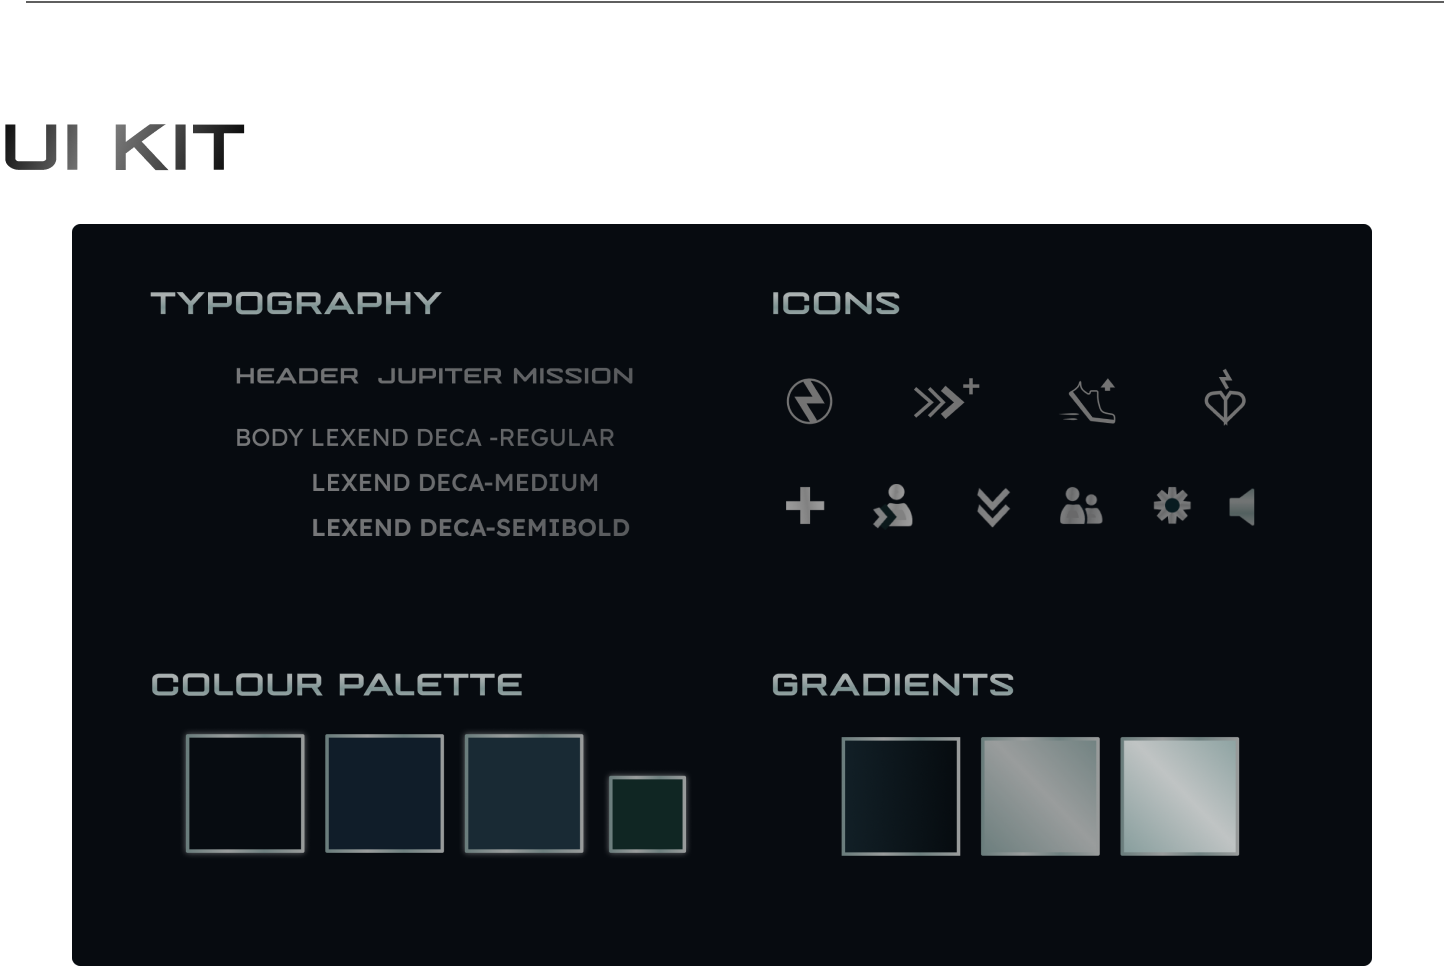 UI KIT
TYPOGRAPHY
HEADER JUPITER MISSION
BODY LEXEND DECA -REGULAR
LEXEND DECA-MEDIUM
LEXEND DECA-SEMIBOLD
ICONS
COLOUR PALETTE
GRADIENTS